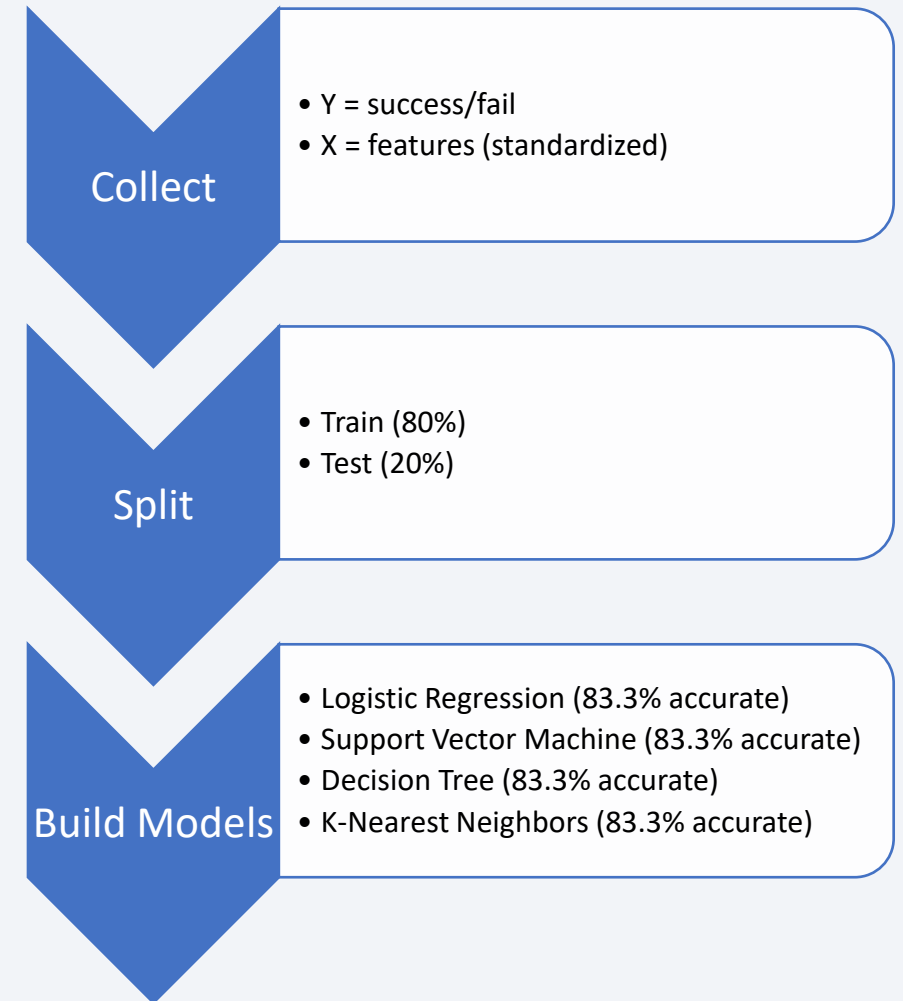 Collect
• Y = success/fail
• X = features (standardized)
Split
• Train (80%)
• Test (20%)
Build Models
• Logistic Regression (83.3% accurate)
• Support Vector Machine (83.3% accurate)
• Decision Tree (83.3% accurate)
• K-Nearest Neighbors (83.3% accurate)